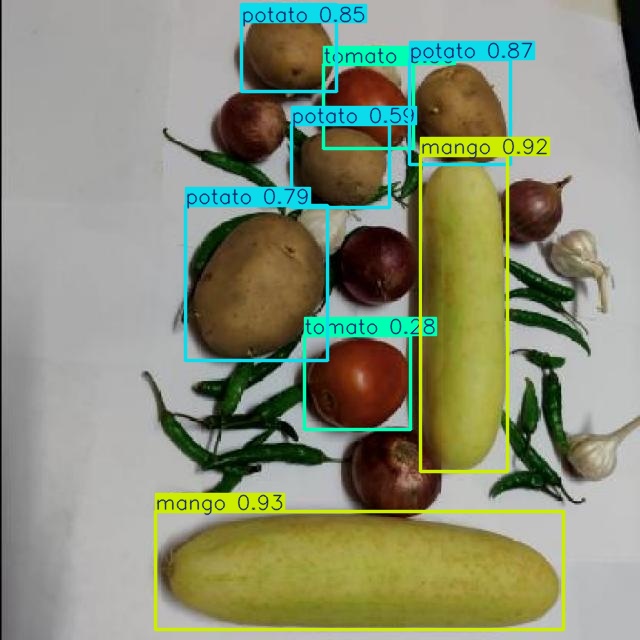 potato 0.85
tomato
potato 0.87
potato 0.59
mango 0.92
potato 0.79
tomato 0.28
mango 0.93